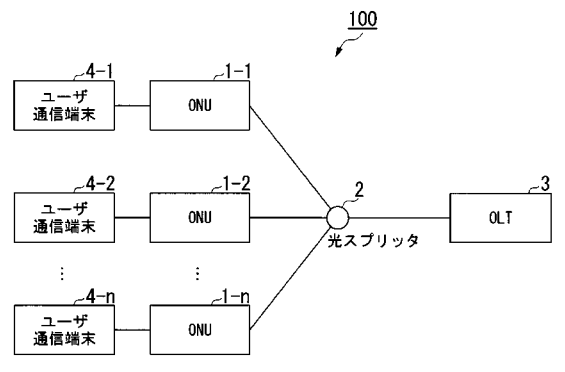 100
4-1
1-1
ユーザ
通信端末
ONU
4-2
1-2
2
3
ユーザ
通信端末
ONU
OLT
光スプリッタ
⋮
⋮
4-n
1-n
ユーザ
通信端末
ONU